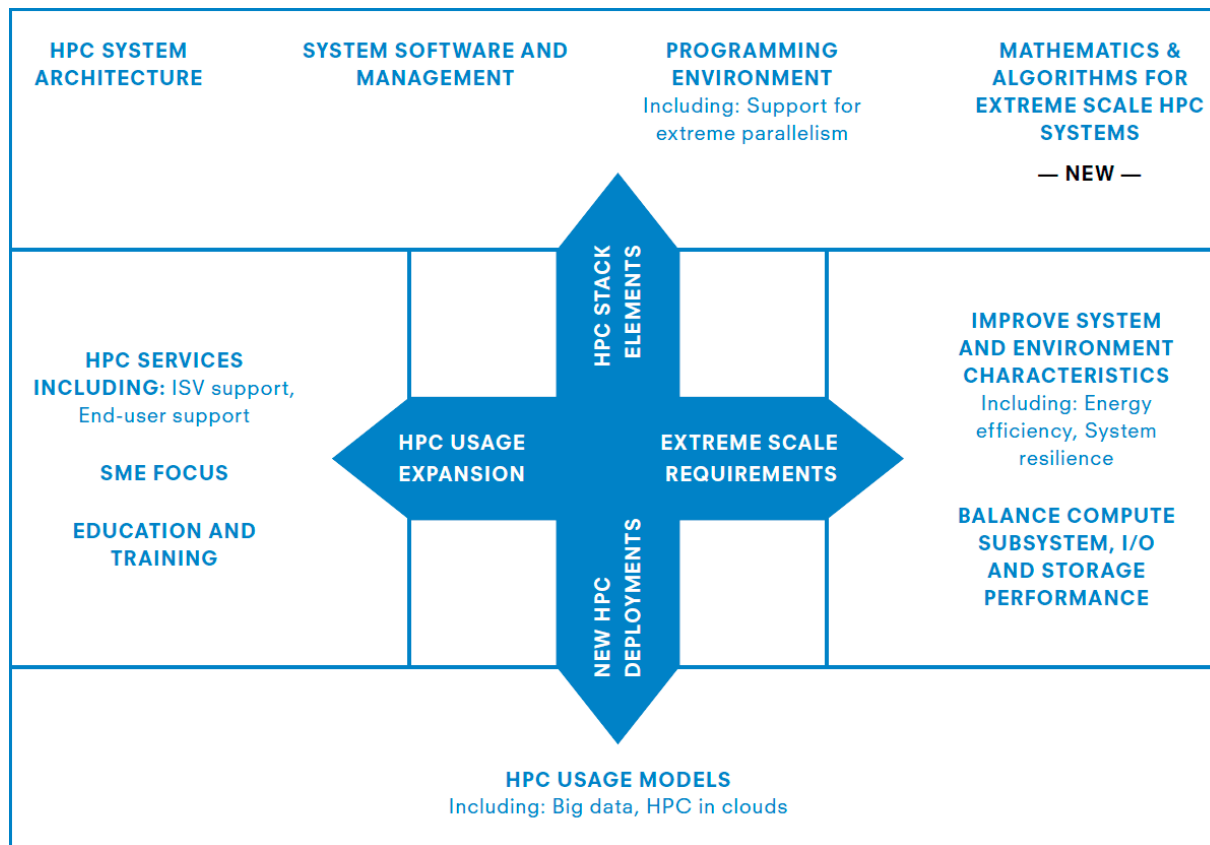 HPC SYSTEM
ARCHITECTURE
SYSTEM SOFTWARE AND
MANAGEMENT
PROGRAMMING
ENVIRONMENT
Including: Support for
extreme parallelism
MATHEMATICS &
ALGORITHMS FOR
EXTREME SCALE HPC
SYSTEMS
— NEW —
HPC STACK
ELEMENTS
HPC SERVICES
INCLUDING: ISV support,
End-user support
SME FOCUS
EDUCATION AND
TRAINING
HPC USAGE
EXPANSION
EXTREME SCALE
REQUIREMENTS
IMPROVE SYSTEM
AND ENVIRONMENT
CHARACTERISTICS
Including: Energy
efficiency, System
resilience
BALANCE COMPUTE
SUBSYSTEM, I/O
AND STORAGE
PERFORMANCE
NEW HPC
DEPLOYMENTS
HPC USAGE MODELS
Including: Big data, HPC in clouds